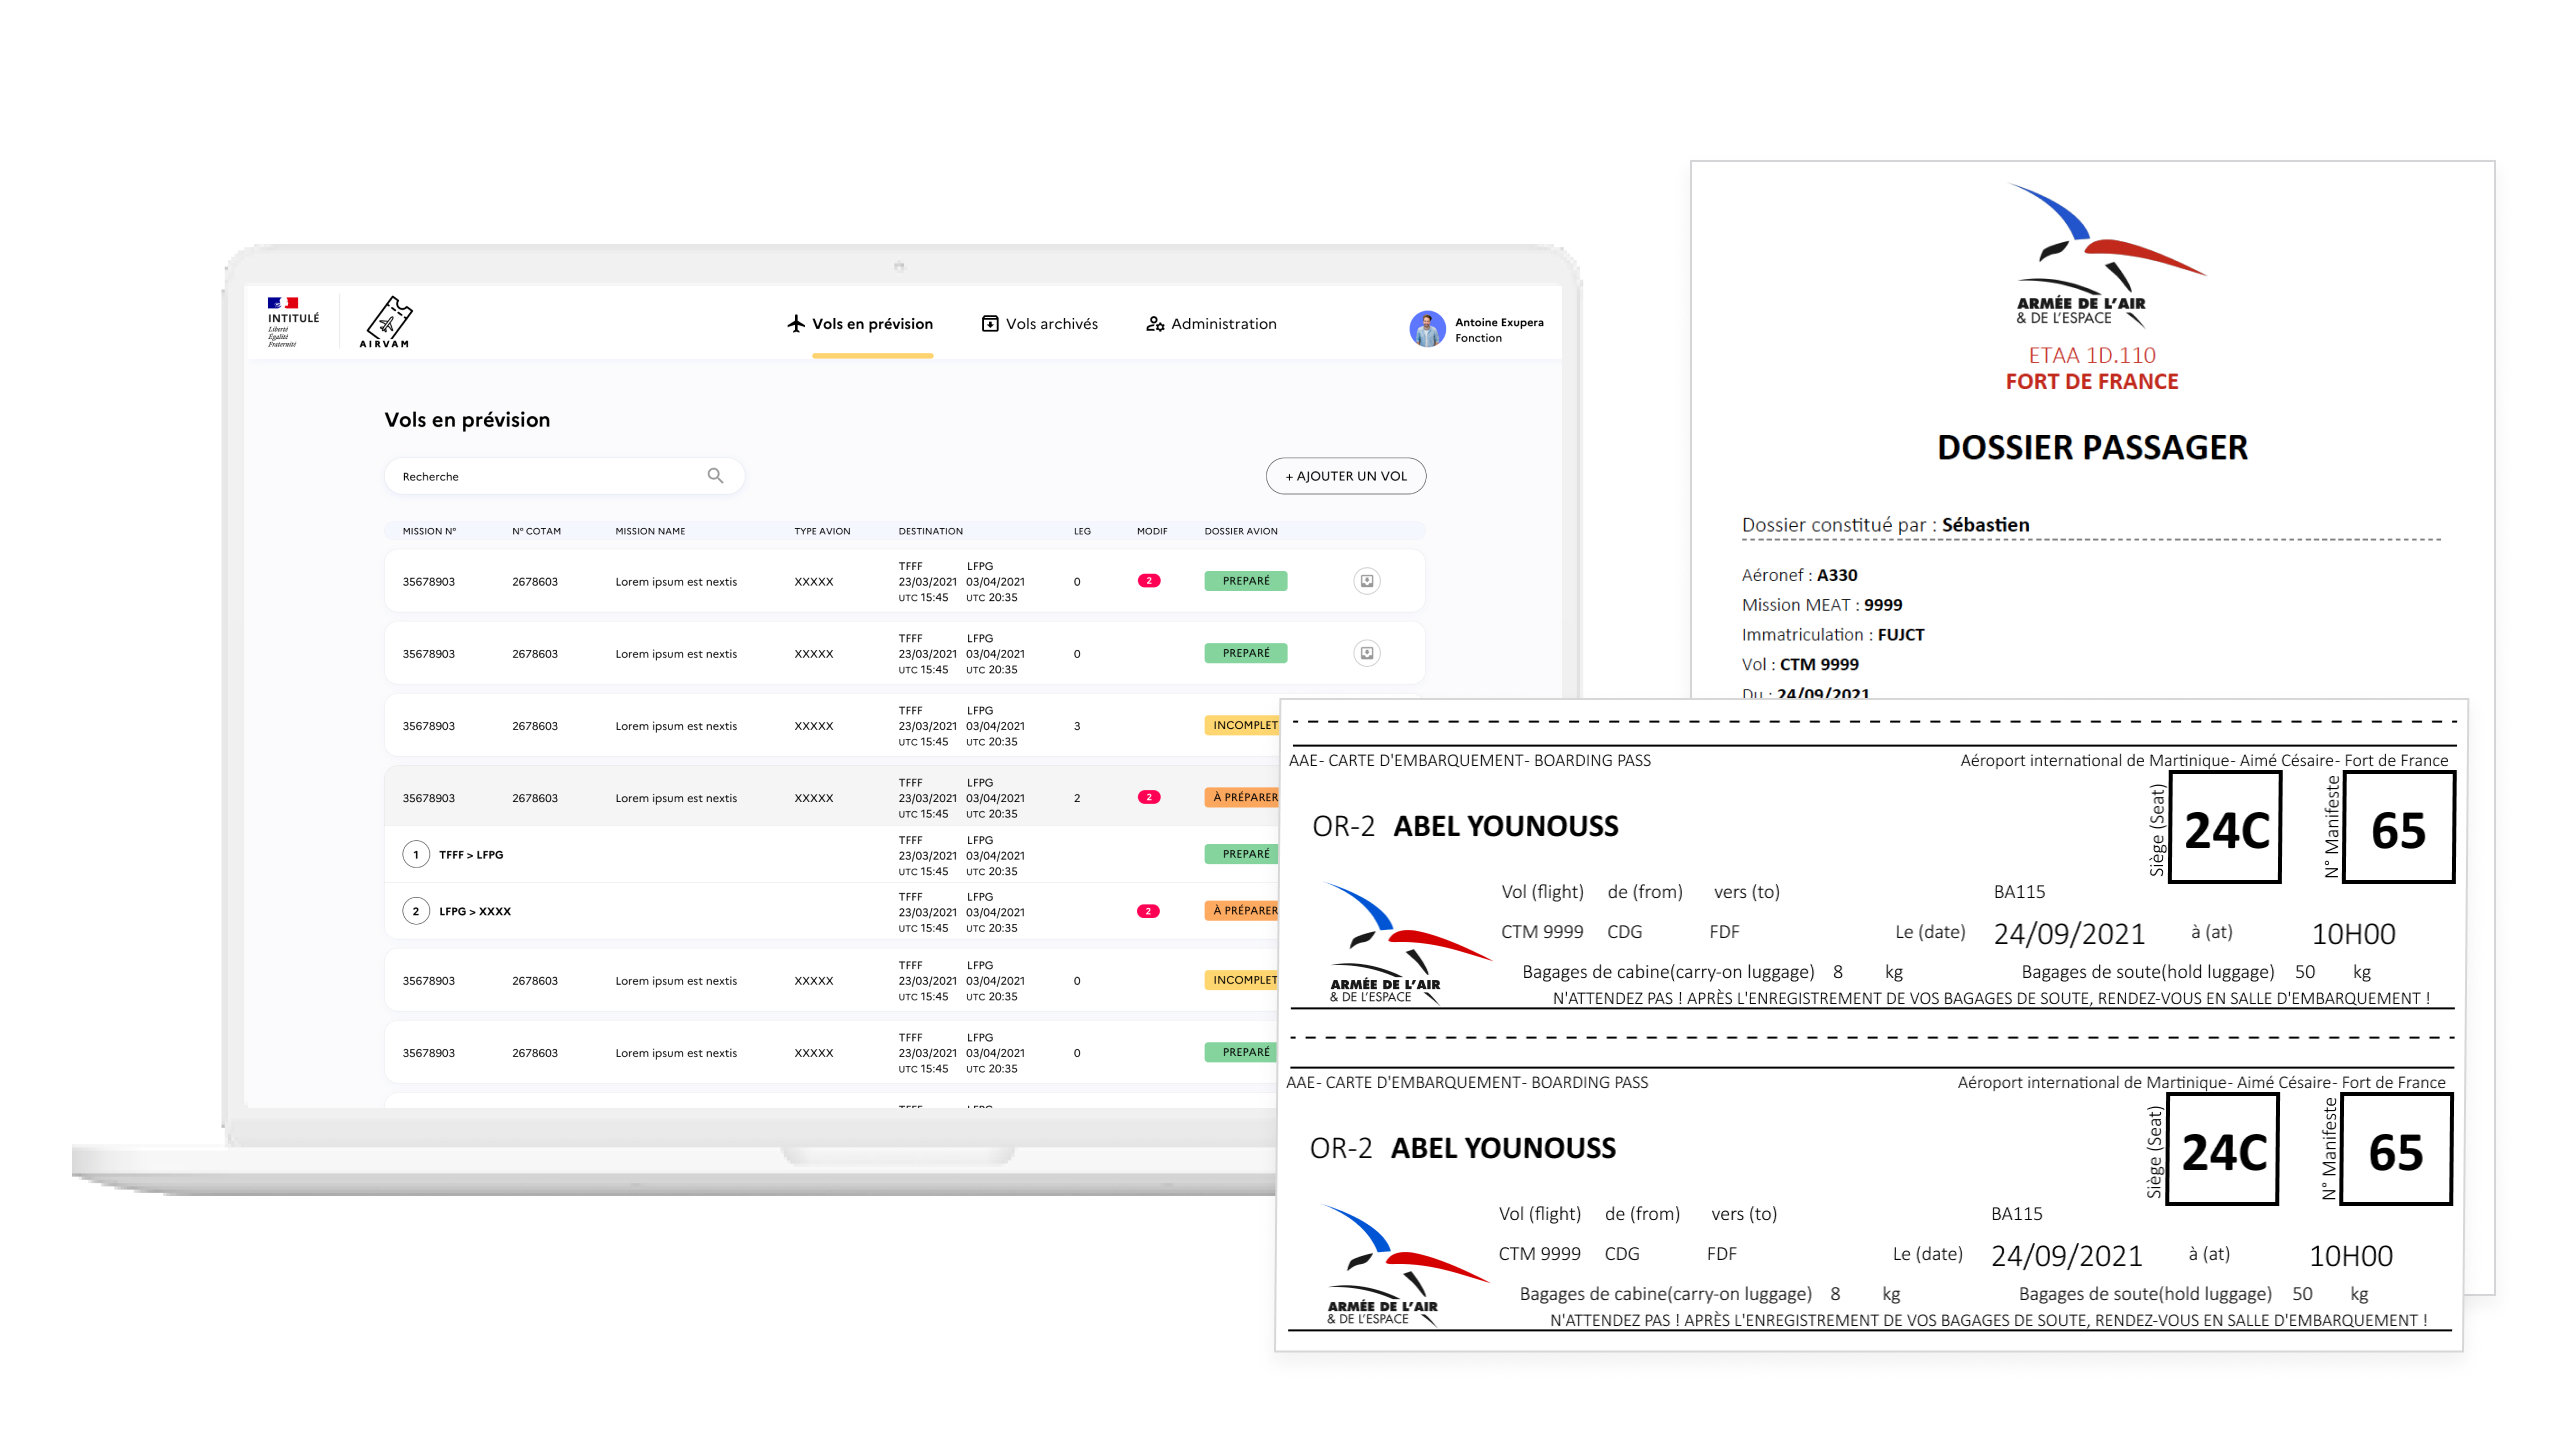 INTITULÉ
Liberté
Égalité
Fraternité
AIRVAM
Vols en prévision
Vols archivés
Administration
Antoine Exupera
Fonction
Vols en prévision
Recherche
+ AJOUTER UN VOL
MISSION N° N° COTAM MISSION NAME TYPE AVION DESTINATION LEG MODIF DOSSIER AVION
TFFF LFPG
35678903 2678603 Lorem ipsum est nextis XXXXX 23/03/2021 03/04/2021 0 2 PREPARÉ
UTC 15:45 UTC 20:35
TFFF LFPG
35678903 2678603 Lorem ipsum est nextis XXXXX 23/03/2021 03/04/2021 0 PREPARÉ
UTC 15:45 UTC 20:35
TFFF LFPG
35678903 2678603 Lorem ipsum est nextis XXXXX 23/03/2021 03/04/2021 3 INCOMPLET
UTC 15:45 UTC 20:35
TFFF LFPG
35678903 2678603 Lorem ipsum est nextis XXXXX 23/03/2021 03/04/2021 2 2 À PRÉPARER
UTC 15:45 UTC 20:35
TFFF LFPG
1 TFFF > LFPG 23/03/2021 03/04/2021 PREPARÉ
UTC 15:45 UTC 20:35
TFFF LFPG
2 LFPG > XXXX 23/03/2021 03/04/2021 2 À PRÉPARER
UTC 15:45 UTC 20:35
TFFF LFPG
35678903 2678603 Lorem ipsum est nextis XXXXX 23/03/2021 03/04/2021 0 INCOMPLET
UTC 15:45 UTC 20:35
TFFF LFPG
35678903 2678603 Lorem ipsum est nextis XXXXX 23/03/2021 03/04/2021 0 PREPARÉ
UTC 15:45 UTC 20:35
ARMÉE DE L'AIR
& DE L'ESPACE
ETAA 1D.110
FORT DE FRANCE
DOSSIER PASSAGER
Dossier constitué par : Sébastien
Aéronef : A330
Mission MEAT : 9999
Immatriculation : FUJCT
Vol : CTM 9999
Du : 24/09/2021
AAE- CARTE D'EMBARQUEMENT- BOARDING PASS Aéroport international de Martinique- Aimé Césaire- Fort de France
OR-2 ABEL YOUNOUSS Siège (Seat) 24C N° Manifeste 65
Vol (flight) de (from) vers (to) BA115
CTM 9999 CDG FDF Le (date) 24/09/2021 à (at) 10H00
Bagages de cabine(carry-on luggage) 8 kg Bagages de soute(hold luggage) 50 kg
ARMÉE DE L'AIR
& DE L'ESPACE
N'ATTENDEZ PAS ! APRÈS L'ENREGISTREMENT DE VOS BAGAGES DE SOUTE, RENDEZ-VOUS EN SALLE D'EMBARQUEMENT !
AAE- CARTE D'EMBARQUEMENT- BOARDING PASS Aéroport international de Martinique- Aimé Césaire- Fort de France
OR-2 ABEL YOUNOUSS Siège (Seat) 24C N° Manifeste 65
Vol (flight) de (from) vers (to) BA115
CTM 9999 CDG FDF Le (date) 24/09/2021 à (at) 10H00
Bagages de cabine(carry-on luggage) 8 kg Bagages de soute(hold luggage) 50 kg
ARMÉE DE L'AIR
& DE L'ESPACE
N'ATTENDEZ PAS ! APRÈS L'ENREGISTREMENT DE VOS BAGAGES DE SOUTE, RENDEZ-VOUS EN SALLE D'EMBARQUEMENT !